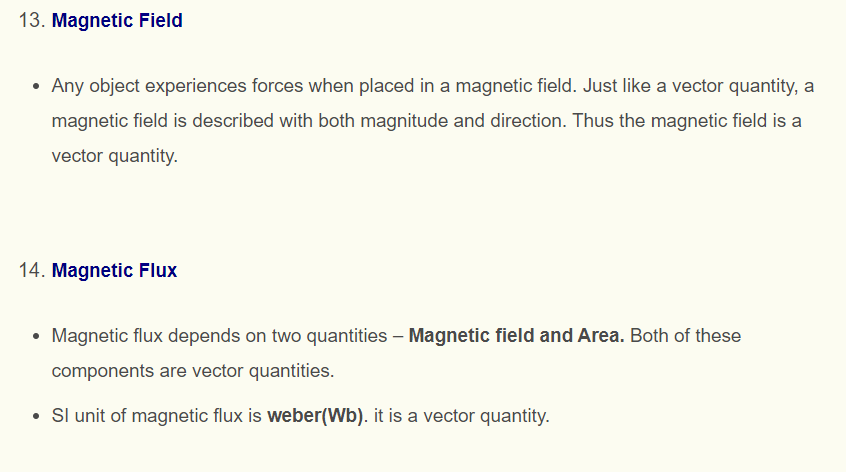 13. Magnetic Field
• Any object experiences forces when placed in a magnetic field. Just like a vector quantity, a
magnetic field is described with both magnitude and direction. Thus the magnetic field is a
vector quantity.
14. Magnetic Flux
• Magnetic flux depends on two quantities – Magnetic field and Area. Both of these
components are vector quantities.
• SI unit of magnetic flux is weber(Wb). it is a vector quantity.